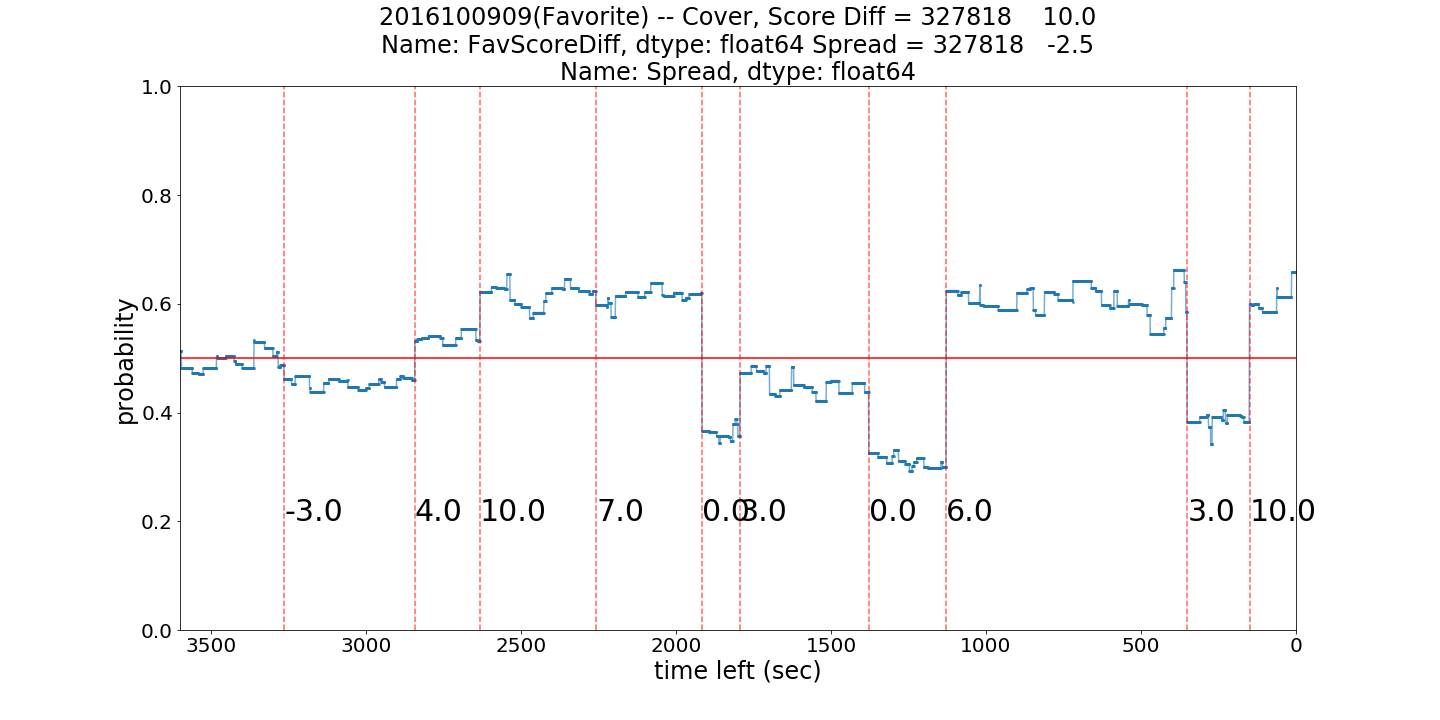 2016100909(Favorite) -- Cover, Score Diff = 327818    10.0
Name: FavScoreDiff, dtype: float64 Spread = 327818   -2.5
Name: Spread, dtype: float64
1.0
0.8
0.6
0.4
0.2
0.0
probability
-3.0 4.0 10.0 7.0 0.0 3.0 0.0 6.0 3.0 10.0
3500 3000 2500 2000 1500 1000 500 0
time left (sec)